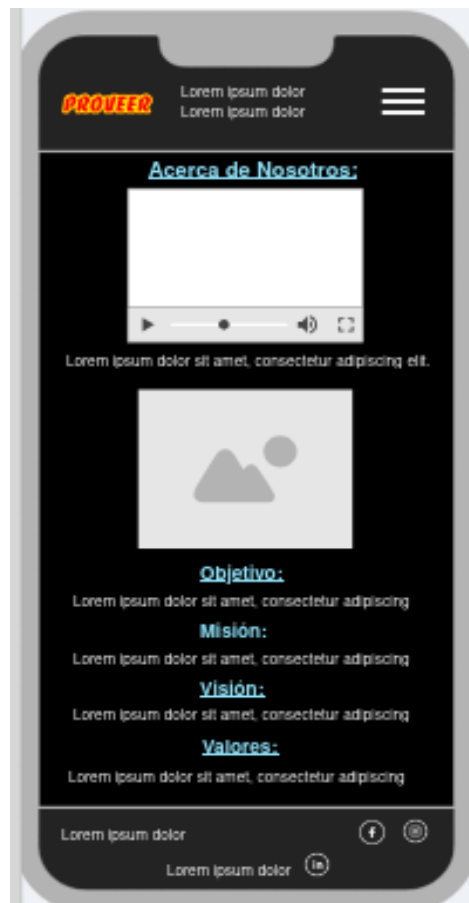 PROVEER
Lorem ipsum dolor
Lorem ipsum dolor
Acerca de Nosotros:
Lorem ipsum dolor sit amet, consectetur adipiscing elit.
Objetivo:
Lorem ipsum dolor sit amet, consectetur adipiscing
Misión:
Lorem ipsum dolor sit amet, consectetur adipiscing
Visión:
Lorem ipsum dolor sit amet, consectetur adipiscing
Valores:
Lorem ipsum dolor sit amet, consectetur adipiscing
Lorem ipsum dolor
Lorem ipsum dolor